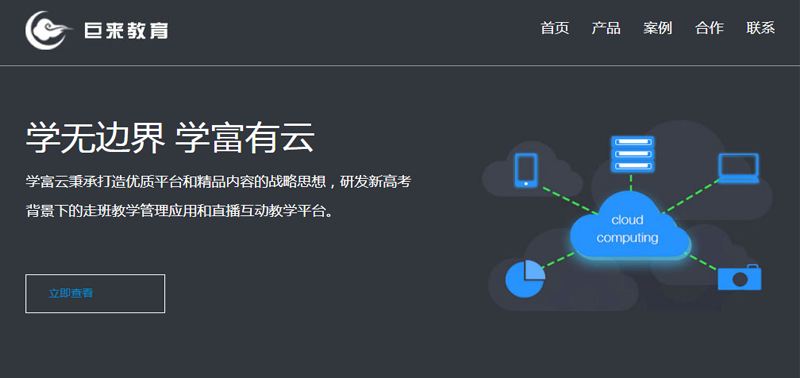 巨来教育
首页 产品 案例 合作 联系
学无边界 学富有云
学富云秉承打造优质平台和精品内容的战略思想，研发新高考
背景下的走班教学管理应用和直播互动教学平台。
立即查看
cloud
computing